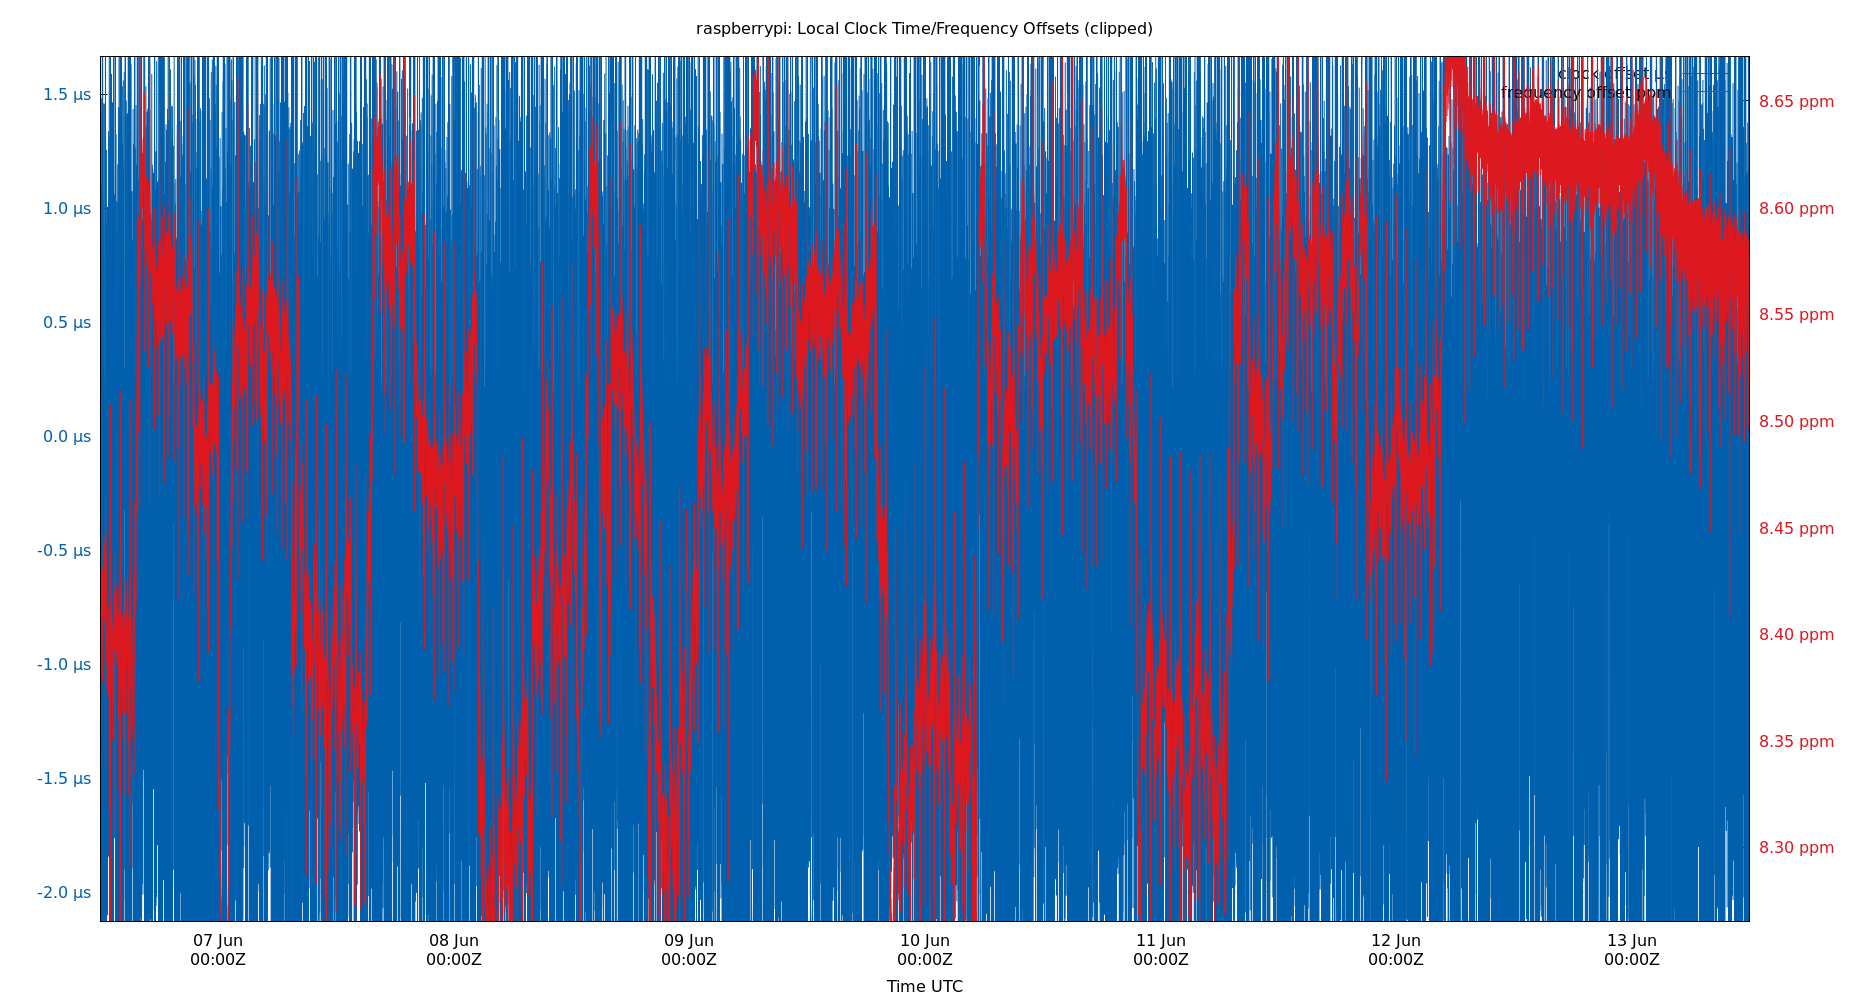 raspberrypi: Local Clock Time/Frequency Offsets (clipped)
clock offset µs
frequency offset ppm
1.5 µs
1.0 µs
0.5 µs
0.0 µs
-0.5 µs
-1.0 µs
-1.5 µs
-2.0 µs
8.65 ppm
8.60 ppm
8.55 ppm
8.50 ppm
8.45 ppm
8.40 ppm
8.35 ppm
8.30 ppm
07 Jun
00:00Z
08 Jun
00:00Z
09 Jun
00:00Z
10 Jun
00:00Z
11 Jun
00:00Z
12 Jun
00:00Z
13 Jun
00:00Z
Time UTC